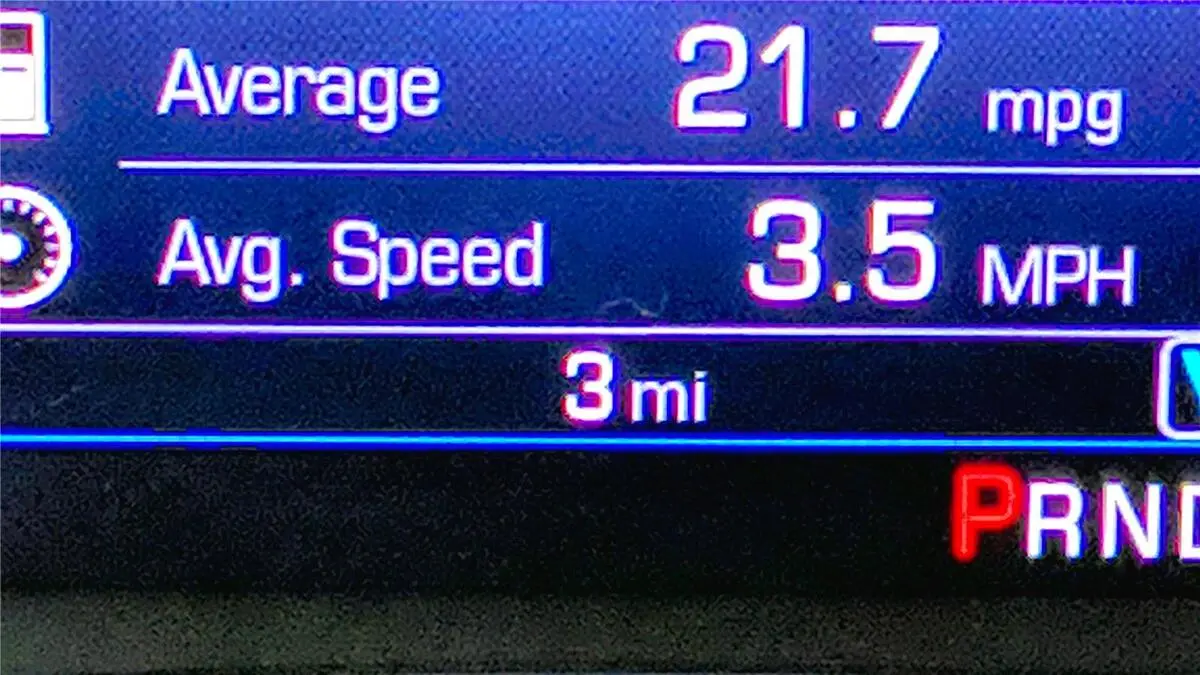 Average 21.7 mpg
Avg. Speed 3.5 MPH
3 mi
PRND